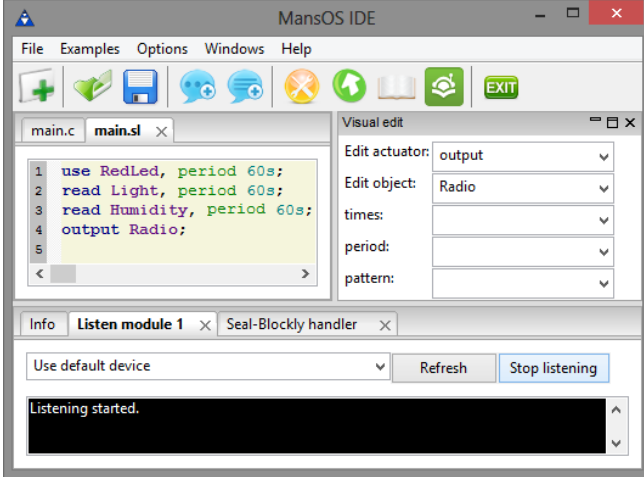 MansOS IDE
File Examples Options Windows Help
EXIT
main.c main.sl
1 use RedLed, period 60s;
2 read Light, period 60s;
3 read Humidity, period 60s;
4 output Radio;
5
Visual edit
Edit actuator: output
Edit object: Radio
times:
period:
pattern:
Info Listen module 1 Seal-Blockly handler
Use default device Refresh Stop listening
Listening started.